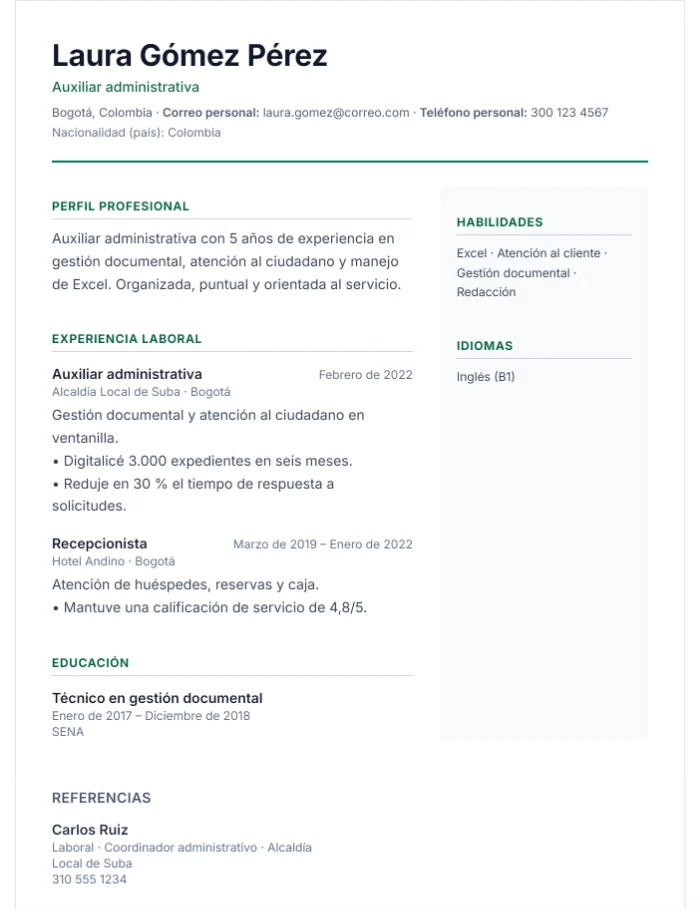 Laura Gómez Pérez
Auxiliar administrativa
Bogotá, Colombia · Correo personal: laura.gomez@correo.com · Teléfono personal: 300 123 4567
Nacionalidad (país): Colombia
PERFIL PROFESIONAL
Auxiliar administrativa con 5 años de experiencia en
gestión documental, atención al ciudadano y manejo
de Excel. Organizada, puntual y orientada al servicio.
EXPERIENCIA LABORAL
Auxiliar administrativa Febrero de 2022
Alcaldía Local de Suba · Bogotá
Gestión documental y atención al ciudadano en
ventanilla.
• Digitalicé 3.000 expedientes en seis meses.
• Reduje en 30 % el tiempo de respuesta a
solicitudes.
Recepcionista Marzo de 2019 – Enero de 2022
Hotel Andino · Bogotá
Atención de huéspedes, reservas y caja.
• Mantuve una calificación de servicio de 4,8/5.
EDUCACIÓN
Técnico en gestión documental
Enero de 2017 – Diciembre de 2018
SENA
HABILIDADES
Excel · Atención al cliente ·
Gestión documental ·
Redacción
IDIOMAS
Inglés (B1)
REFERENCIAS
Carlos Ruiz
Laboral · Coordinador administrativo · Alcaldía
Local de Suba
310 555 1234